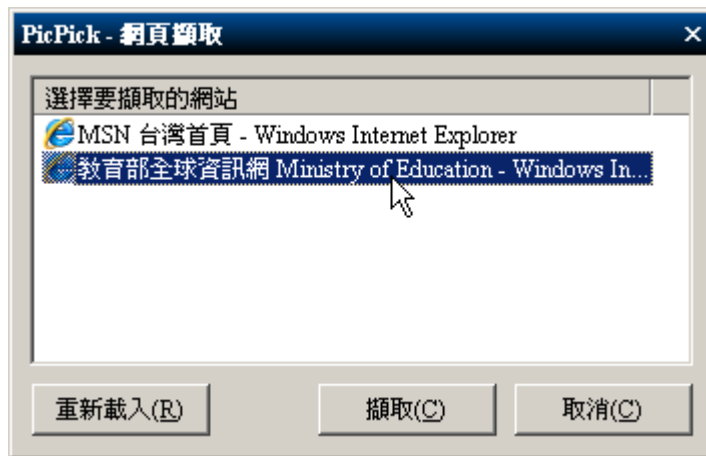 PicPick - 網頁擷取
選擇要擷取的網站
MSN 台灣首頁 - Windows Internet Explorer
教育部全球資訊網 Ministry of Education - Windows In...
重新載入(R)
擷取(C)
取消(C)